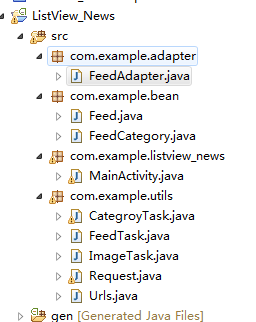 ListView_News
src
com.example.adapter
FeedAdapter.java
com.example.bean
Feed.java
FeedCategory.java
com.example.listview_news
MainActivity.java
com.example.utils
CategroyTask.java
FeedTask.java
ImageTask.java
Request.java
Urls.java
gen [Generated Java Files]